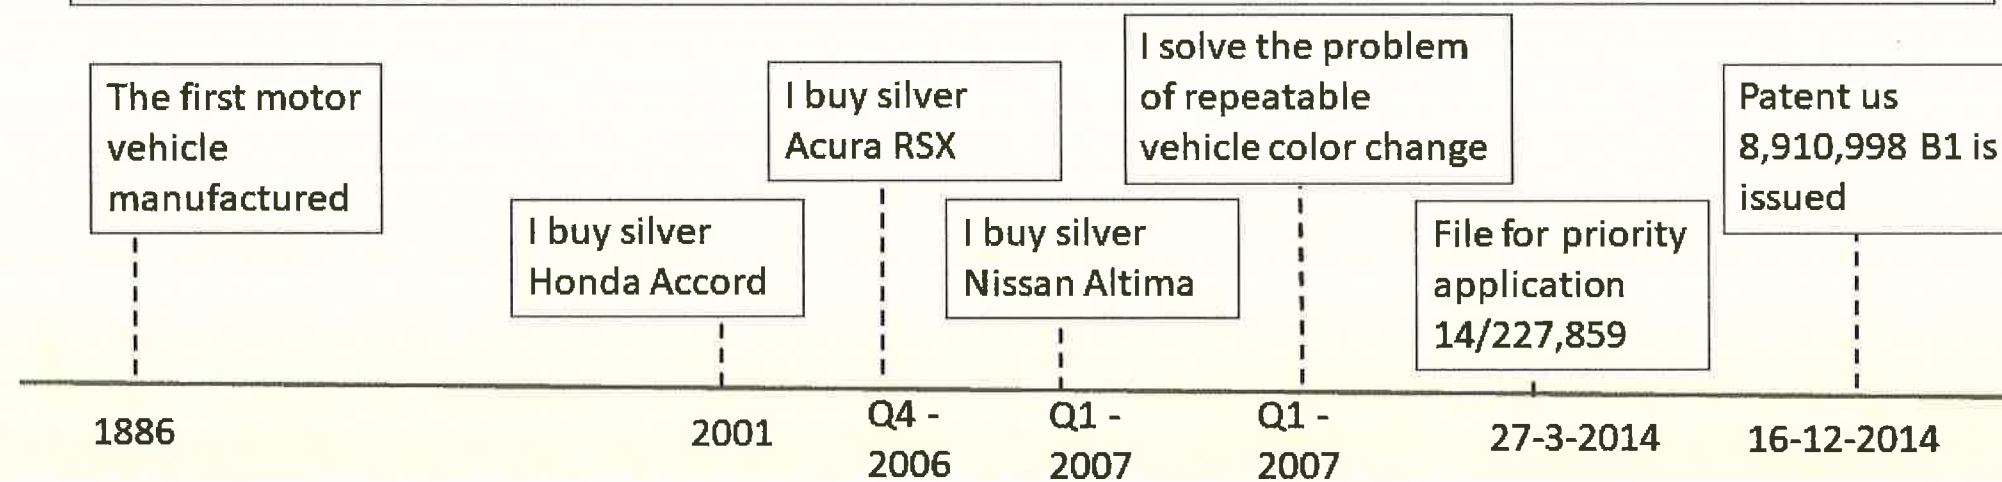 The first motor
vehicle
manufactured
I buy silver
Honda Accord
I buy silver
Acura RSX
I buy silver
Nissan Altima
I solve the problem
of repeatable
vehicle color change
File for priority
application
14/227,859
Patent us
8,910,998 B1 is
issued
1886
2001
Q4 -
2006
Q1 -
2007
Q1 -
2007
27-3-2014
16-12-2014